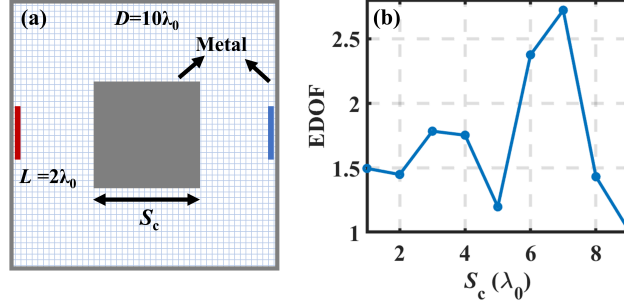 (a)
D=10λ₀
Metal
L =2λ₀
Sc
(b)
EDOF
2.5
2
1.5
1
2
4
6
8
Sc (λ₀)